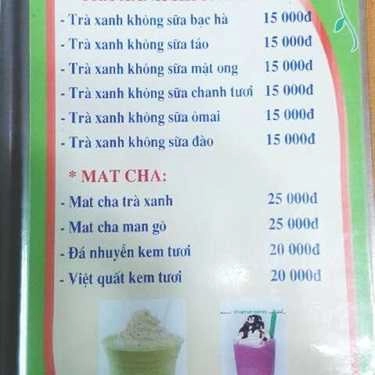 - Trà xanh không sữa bạc hà 15 000đ
- Trà xanh không sữa táo 15 000đ
- Trà xanh không sữa mật ong 15 000đ
- Trà xanh không sữa chanh tươi 15 000đ
- Trà xanh không sữa ômai 15 000đ
- Trà xanh không sữa đào 15 000đ
* MAT CHA:
- Mat cha trà xanh 25 000đ
- Mat cha man gò 25 000đ
- Đá nhuyển kem tươi 20 000đ
- Việt quất kem tươi 20 000đ